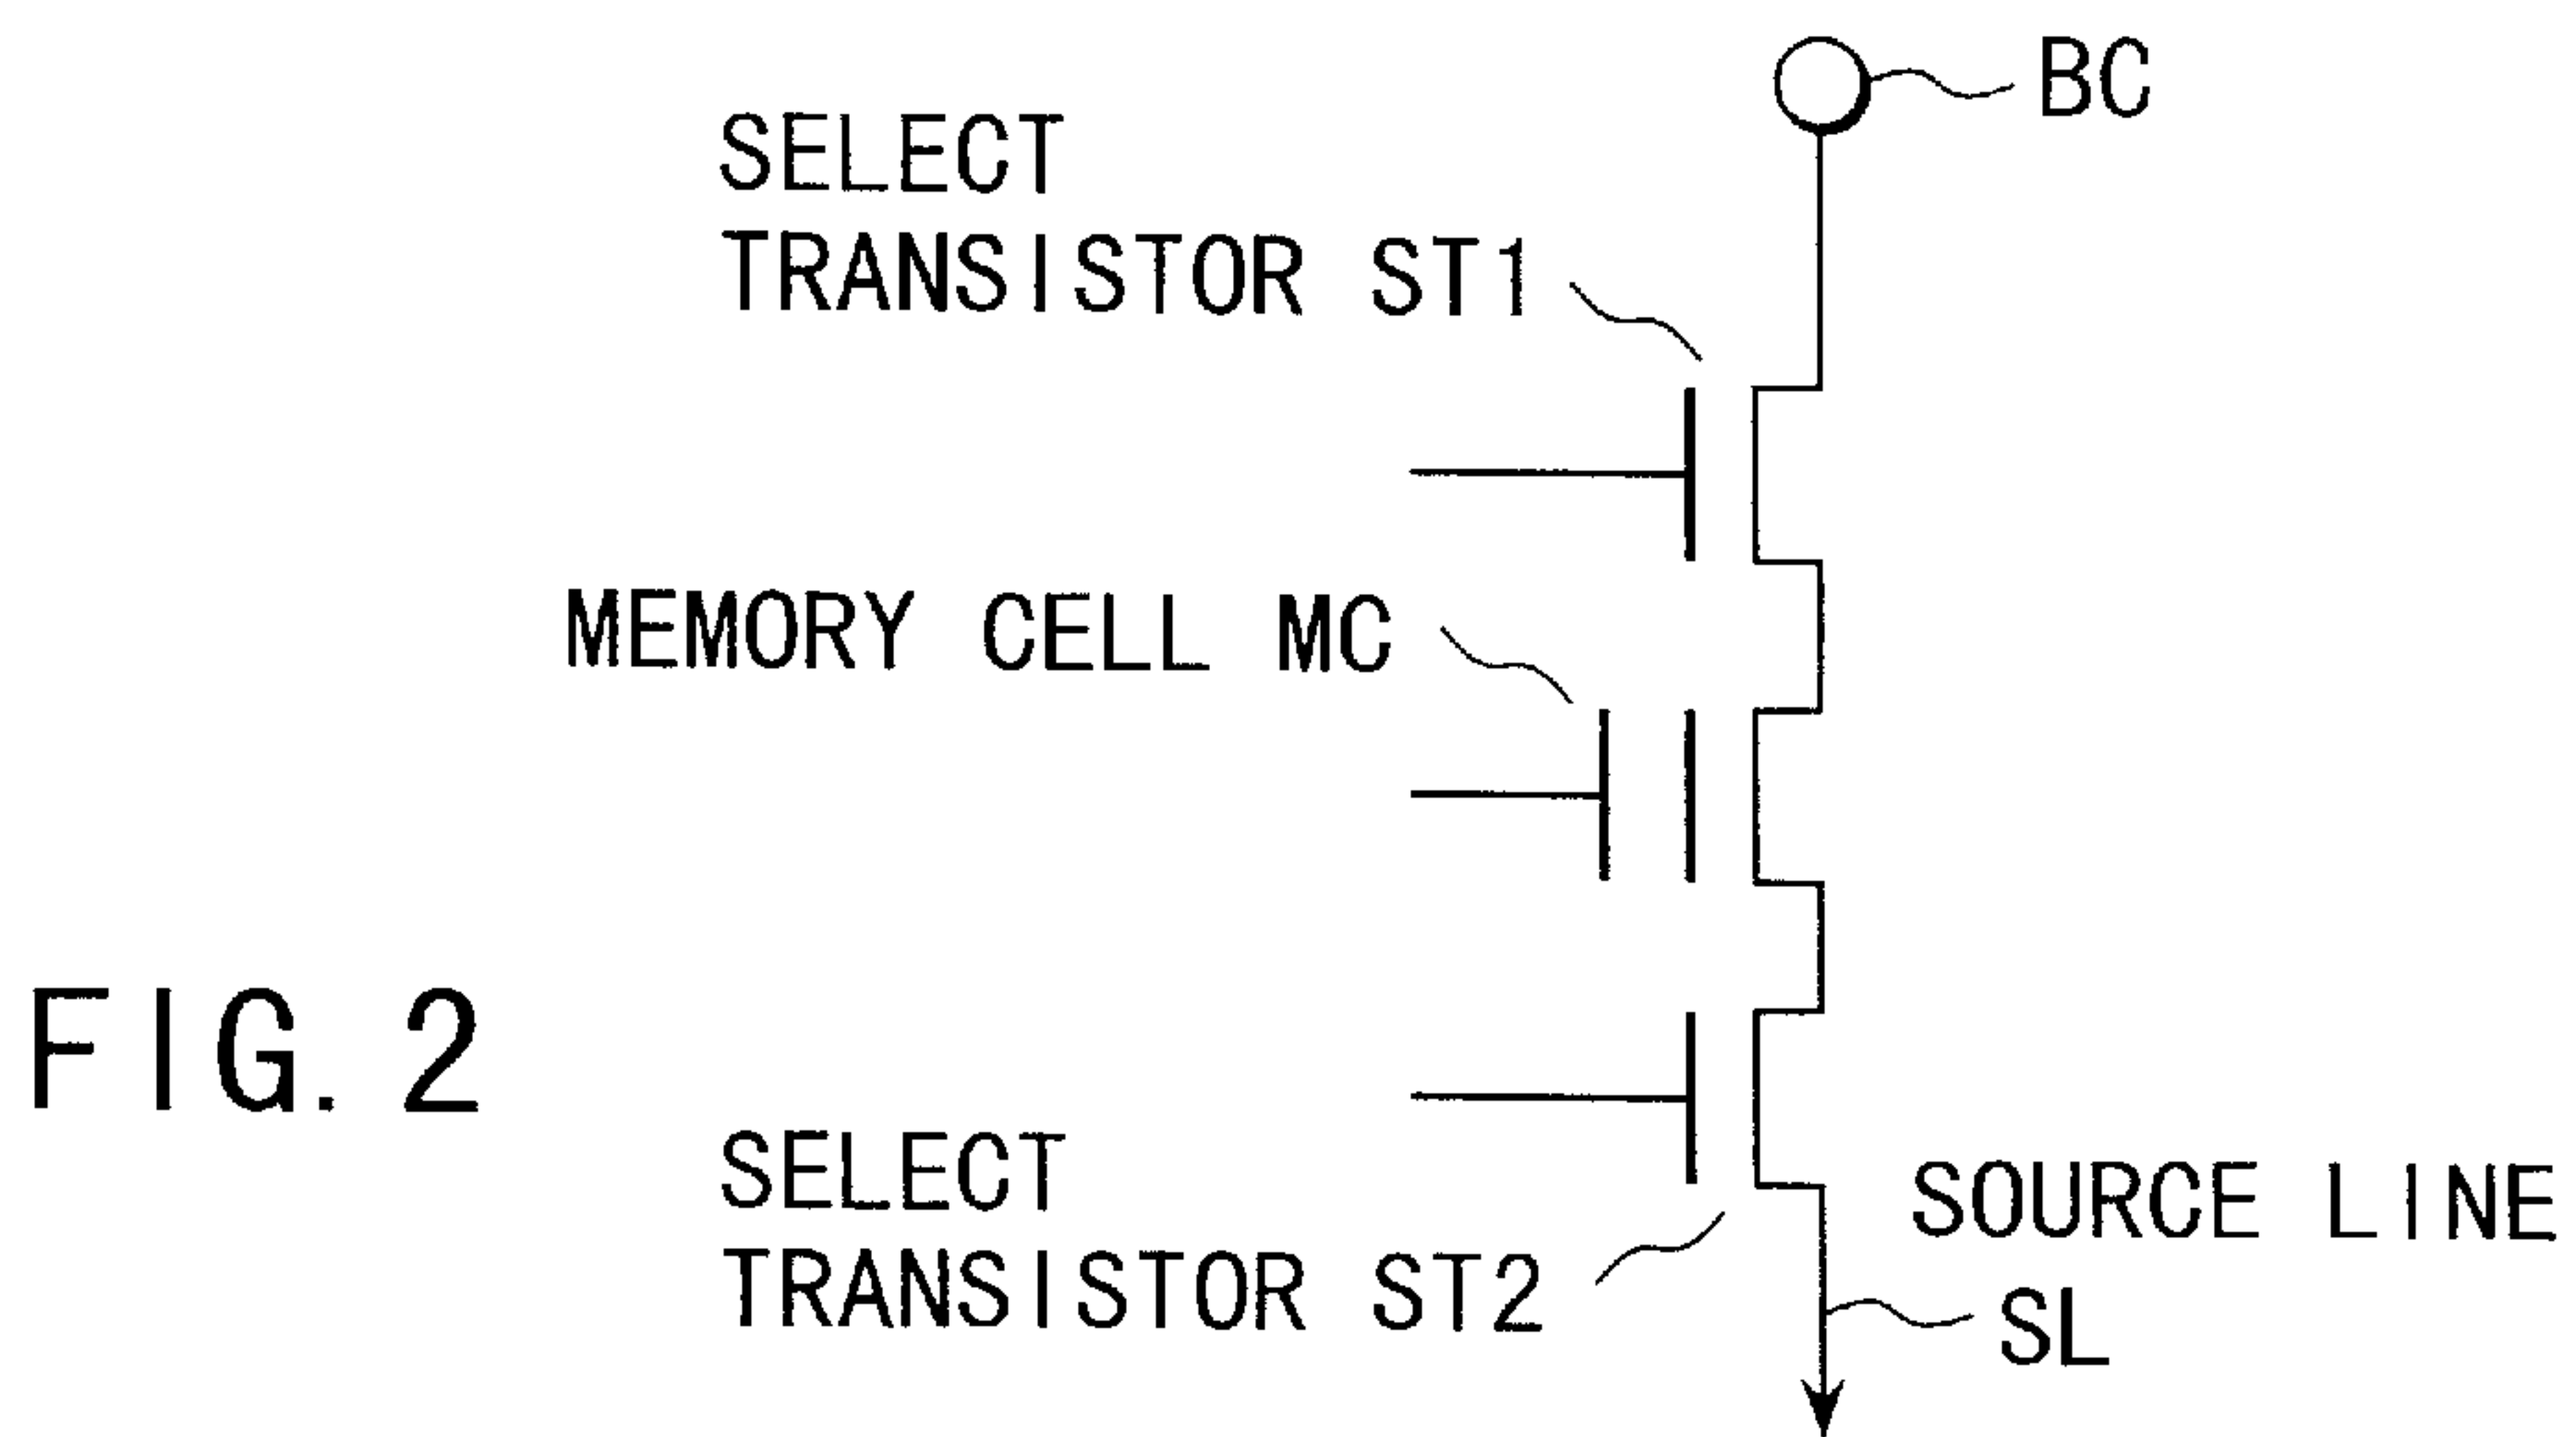 BC
SELECT
TRANSISTOR ST1
MEMORY CELL MC
FIG. 2
SELECT
TRANSISTOR ST2
SOURCE LINE
SL